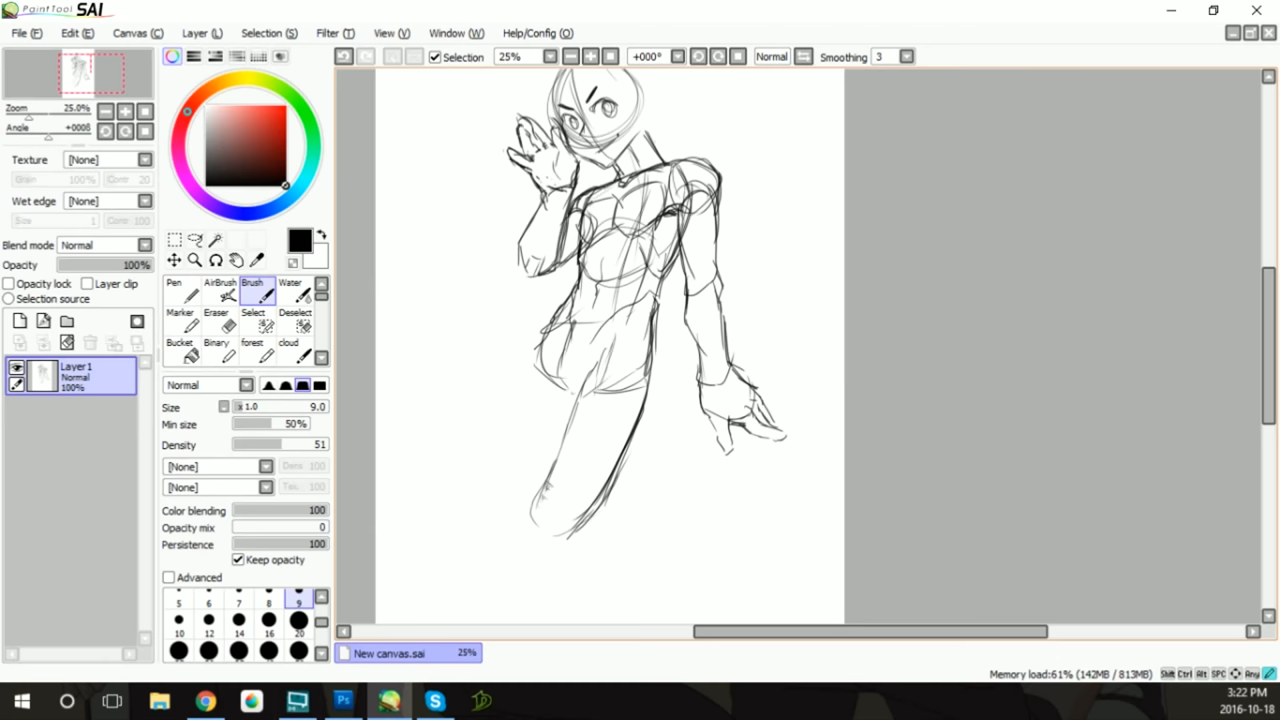 PaintTool SAI
File (F) Edit (E) Canvas (C) Layer (L) Selection (S) Filter (T) View (V) Window (W) Help/Config (O)
Selection 25% +000° Normal Smoothing 3
Zoom 25.0%
Angle +000δ
Texture [None]
Grain 100% Contr 20
Wet edge [None]
Size 1 Contr 100
Blend mode Normal
Opacity 100%
Opacity lock Layer clip
Selection source
Layer1
Normal
100%
Pen AirBrush Brush Water
Marker Eraser Select Deselect
Bucket Binary forest cloud
Normal
Size x 1.0 9.0
Min size 50%
Density 51
[None] Dens 100
[None] Tex. 100
Color blending 100
Opacity mix 0
Persistence 100
Keep opacity
Advanced
5 6 7 8 9
10 12 14 16 20
New canvas.sai 25%
Memory load:61% (142MB / 813MB) Shift Ctrl Alt SPC Any
Ps S
3:22 PM
2016-10-18